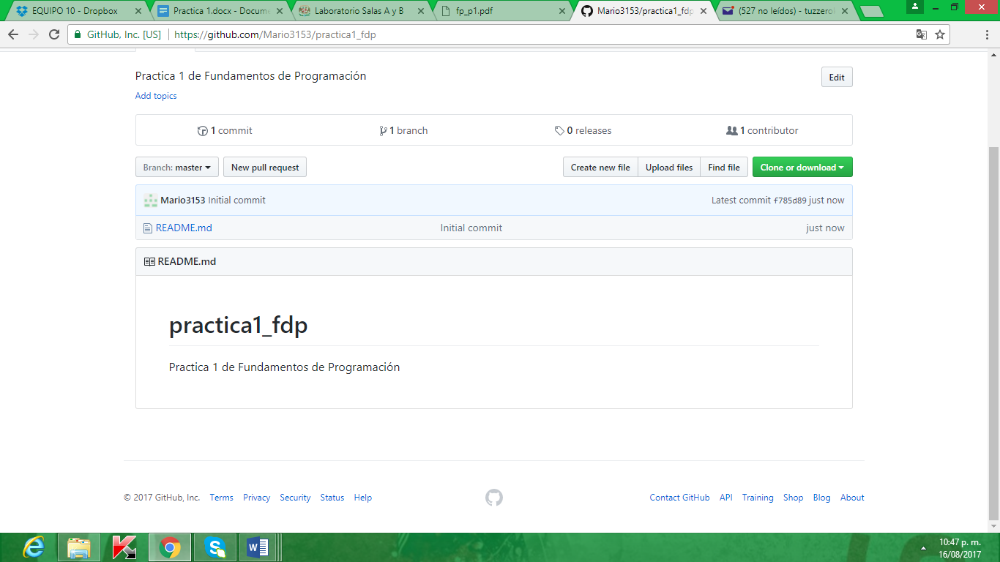 EQUIPO 10 - Dropbox
Practica 1.docx - Docume
Laboratorio Salas A y B
fp_p1.pdf
Mario3153/practica1_fdp
(527 no leídos) - tuzzero
GitHub, Inc. [US] https://github.com/Mario3153/practica1_fdp
Practica 1 de Fundamentos de Programación
Edit
Add topics
1 commit
1 branch
0 releases
1 contributor
Branch: master
New pull request
Create new file
Upload files
Find file
Clone or download
Mario3153 Initial commit
Latest commit f785d89 just now
README.md
Initial commit
just now
README.md
practica1_fdp
Practica 1 de Fundamentos de Programación
© 2017 GitHub, Inc. Terms Privacy Security Status Help
Contact GitHub API Training Shop Blog About
10:47 p. m.
16/08/2017